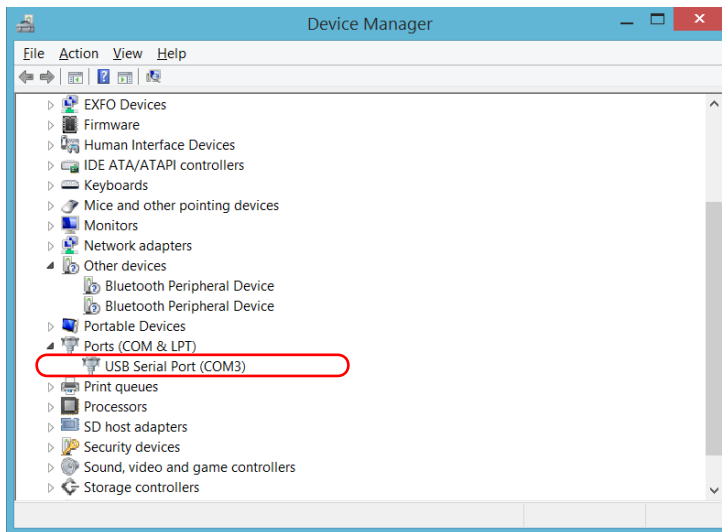 Device Manager
File Action View Help
EXFO Devices
Firmware
Human Interface Devices
IDE ATA/ATAPI controllers
Keyboards
Mice and other pointing devices
Monitors
Network adapters
Other devices
Bluetooth Peripheral Device
Bluetooth Peripheral Device
Portable Devices
Ports (COM & LPT)
USB Serial Port (COM3)
Print queues
Processors
SD host adapters
Security devices
Sound, video and game controllers
Storage controllers